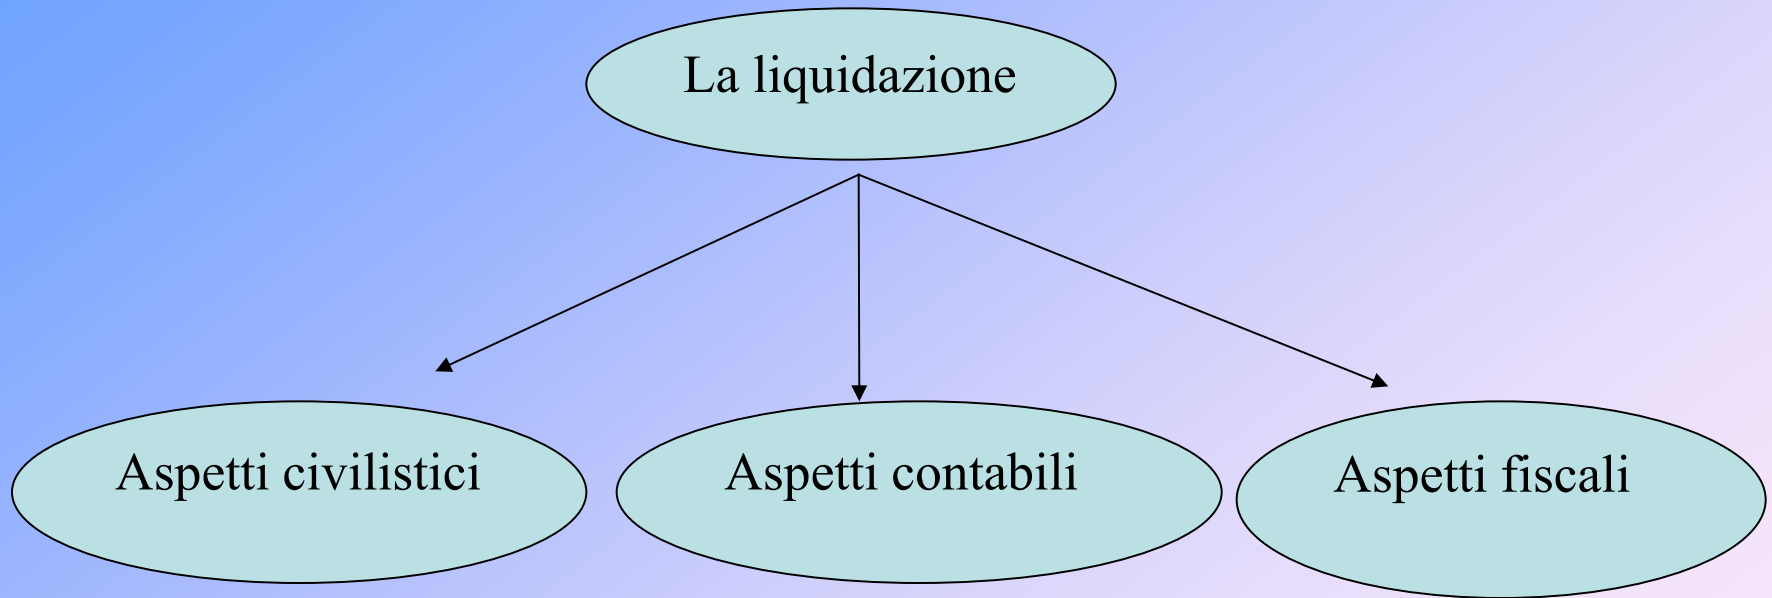 La liquidazione
Aspetti civilistici
Aspetti contabili
Aspetti fiscali